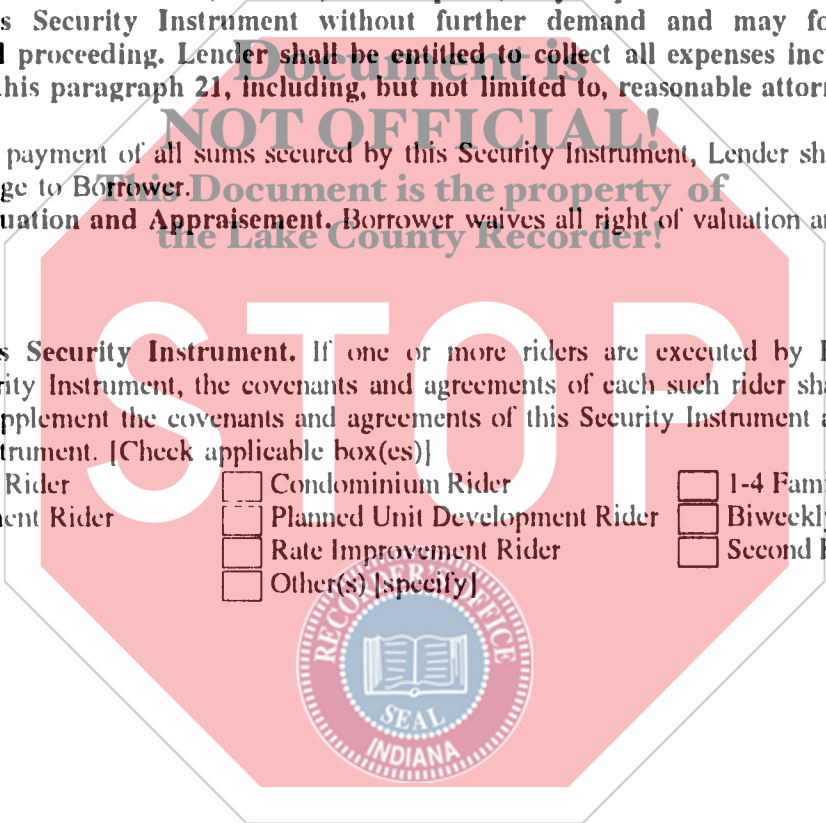 s Security Instrument without further demand and may fo
proceeding. Lender shall be entitled to collect all expenses inc
his paragraph 21, including, but not limited to, reasonable attor
Document is
NOT OFFICIAL!
payment of all sums secured by this Security Instrument, Lender sh
ge to Borrower.
This Document is the property of
uation and Appraisement. Borrower waives all right of valuation a
the Lake County Recorder!
STOP
s Security Instrument. If one or more riders are executed by
rity Instrument, the covenants and agreements of each such rider sha
pplement the covenants and agreements of this Security Instrument a
trument. [Check applicable box(es)]
Rider Condominium Rider 1-4 Fami
ent Rider Planned Unit Development Rider Biweekly
Rate Improvement Rider Second
Other(s) [specify]
RECORDER'S OFFICE
SEAL
INDIANA